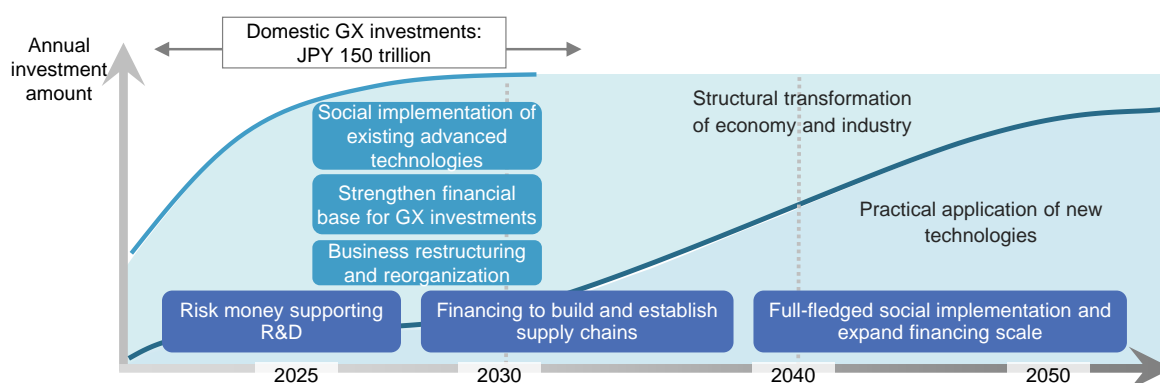 Domestic GX investments:
JPY 150 trillion
Annual
investment
amount
Social implementation of
existing advanced
technologies
Strengthen financial
base for GX investments
Business restructuring
and reorganization
Structural transformation
of economy and industry
Practical application of new
technologies
Risk money supporting
R&D
Financing to build and establish
supply chains
Full-fledged social implementation and
expand financing scale
2025
2030
2040
2050